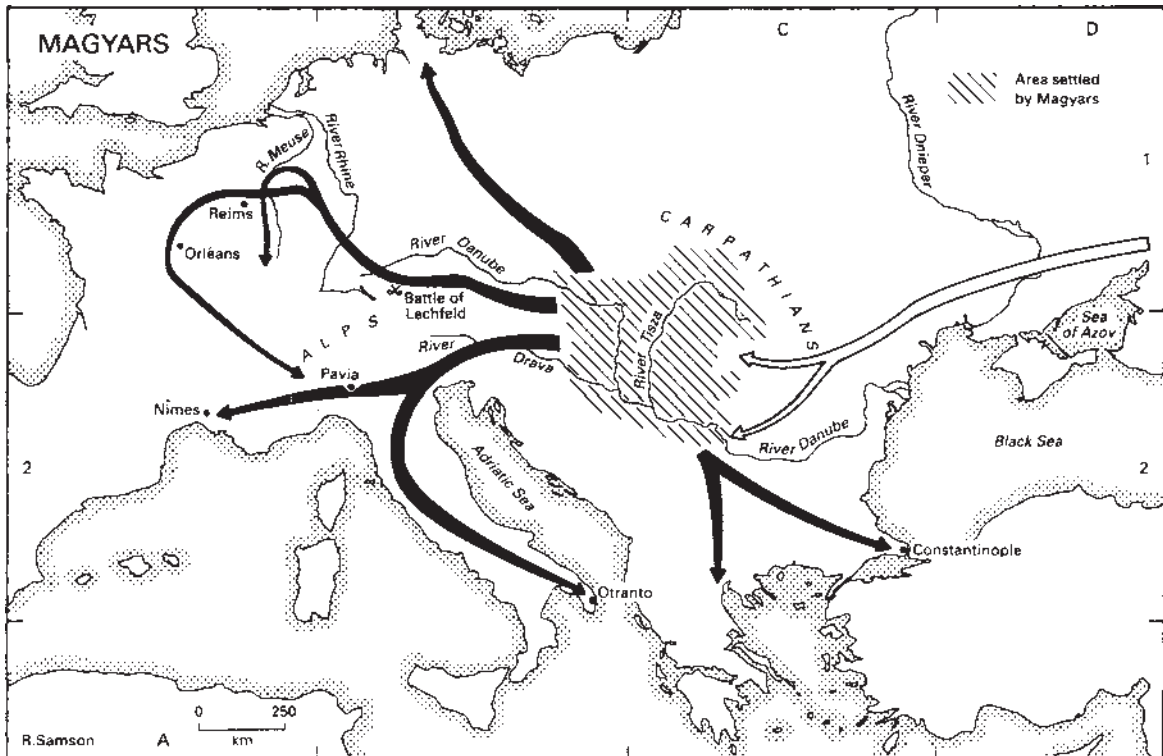 MAGYARS
C
D
Area settled
by Magyars
River Dnieper
1
R. Meuse
River Rhine
Reims
Orléans
CARPATHIANS
River Danube
Battle of
Lechfeld
ALPS
River Drava
River Tisza
Sea
of Azov
Pavia
Nîmes
River Danube
Black Sea
2
Adriatic Sea
2
Constantinople
Otranto
0 250
km
R.Samson
A